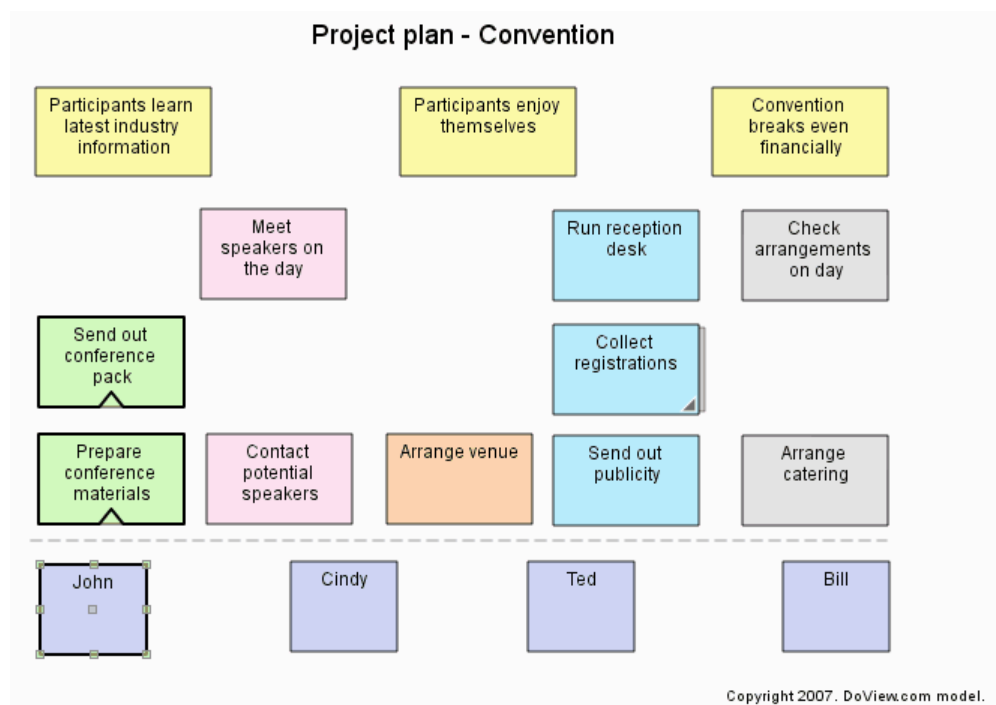 Project plan - Convention
Participants learn
latest industry
information
Participants enjoy
themselves
Convention
breaks even
financially
Meet
speakers on
the day
Run reception
desk
Check
arrangements
on day
Send out
conference
pack
Collect
registrations
Prepare
conference
materials
Contact
potential
speakers
Arrange venue
Send out
publicity
Arrange
catering
John
Cindy
Ted
Bill
Copyright 2007. DoView.com model.